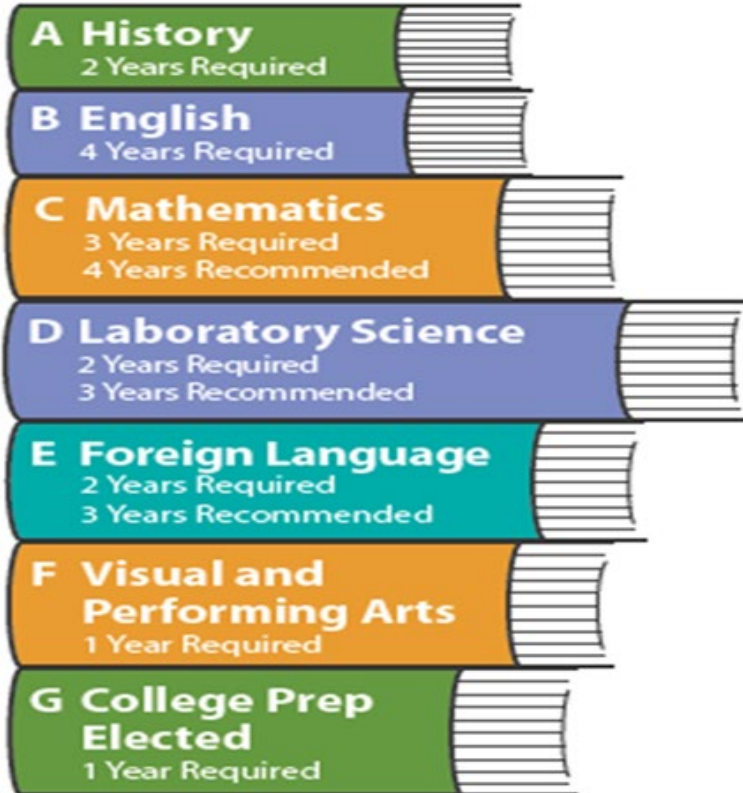 A History
2 Years Required
B English
4 Years Required
C Mathematics
3 Years Required
4 Years Recommended
D Laboratory Science
2 Years Required
3 Years Recommended
E Foreign Language
2 Years Required
3 Years Recommended
F Visual and
Performing Arts
1 Year Required
G College Prep
Elected
1 Year Required